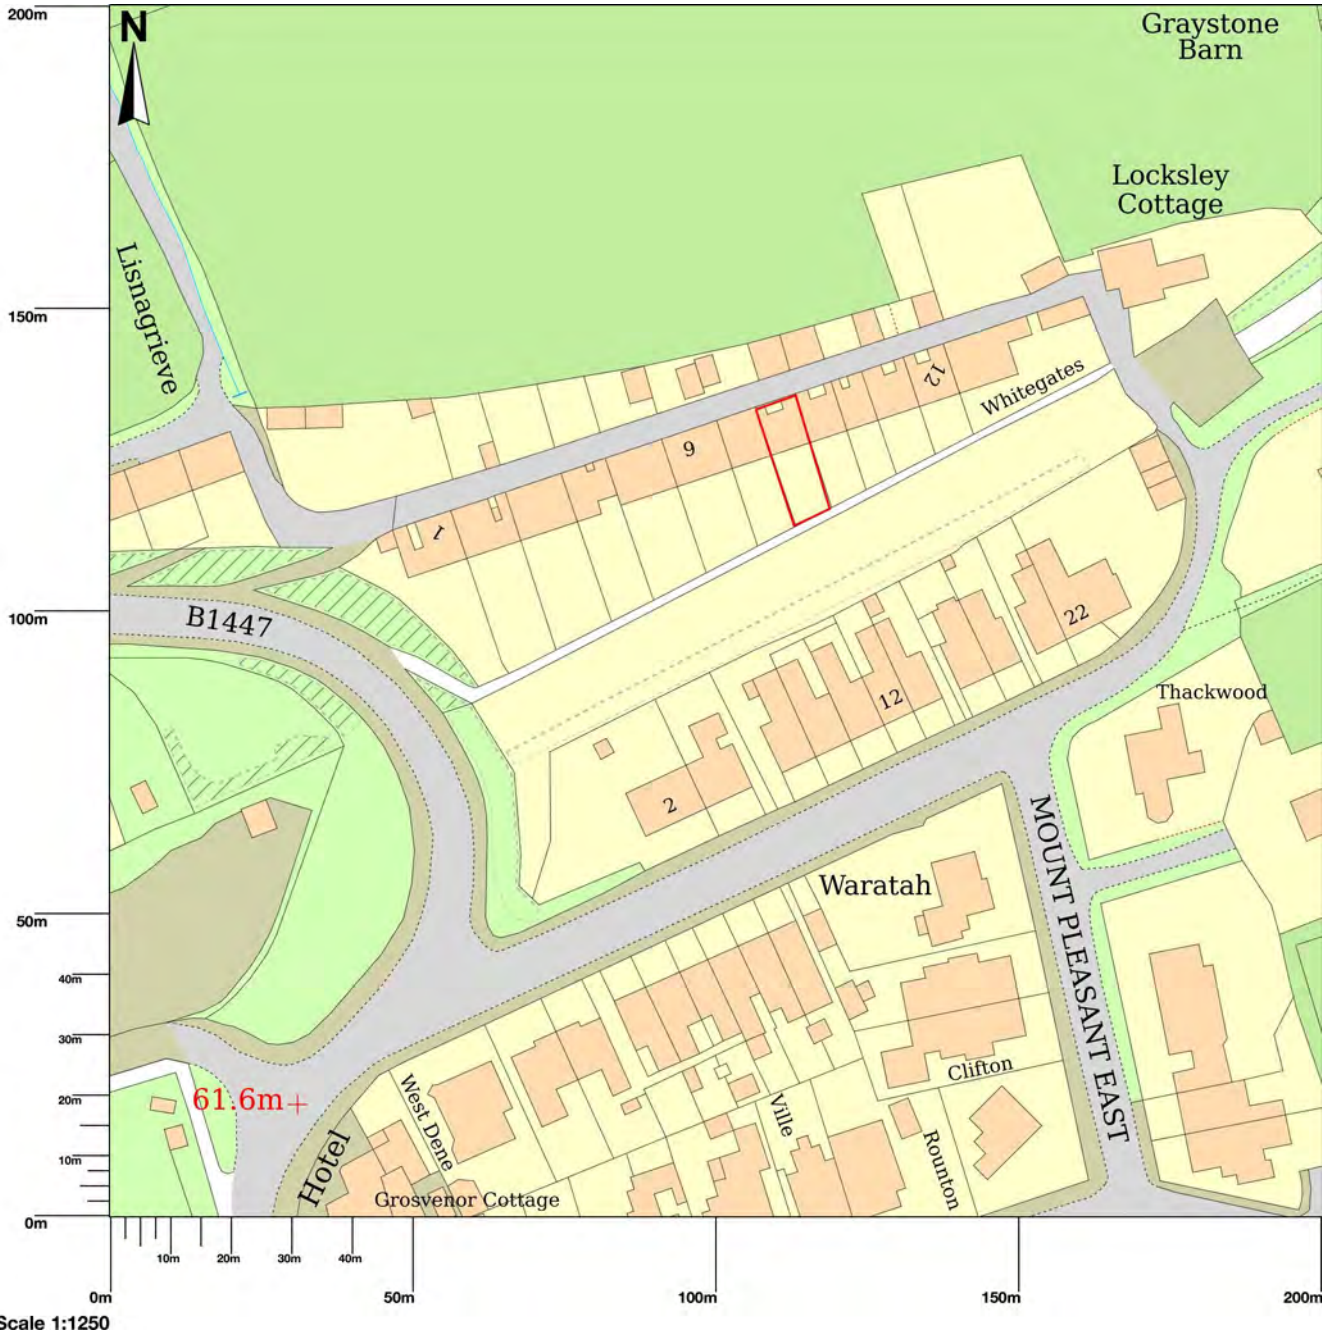 200m
N
Graystone
Barn
Locksley
Cottage
Lisnagrieve
150m
12
Whitegates
9
1
100m
B1447
22
Thackwood
12
2
MOUNT PLEASANT EAST
Waratah
50m
40m
30m
Clifton
West Dene
20m
61.6m+
Ville
Rounton
Hotel
10m
Grosvenor Cottage
0m
10m 20m 30m 40m
0m 50m 100m 150m 200m
Scale 1:1250